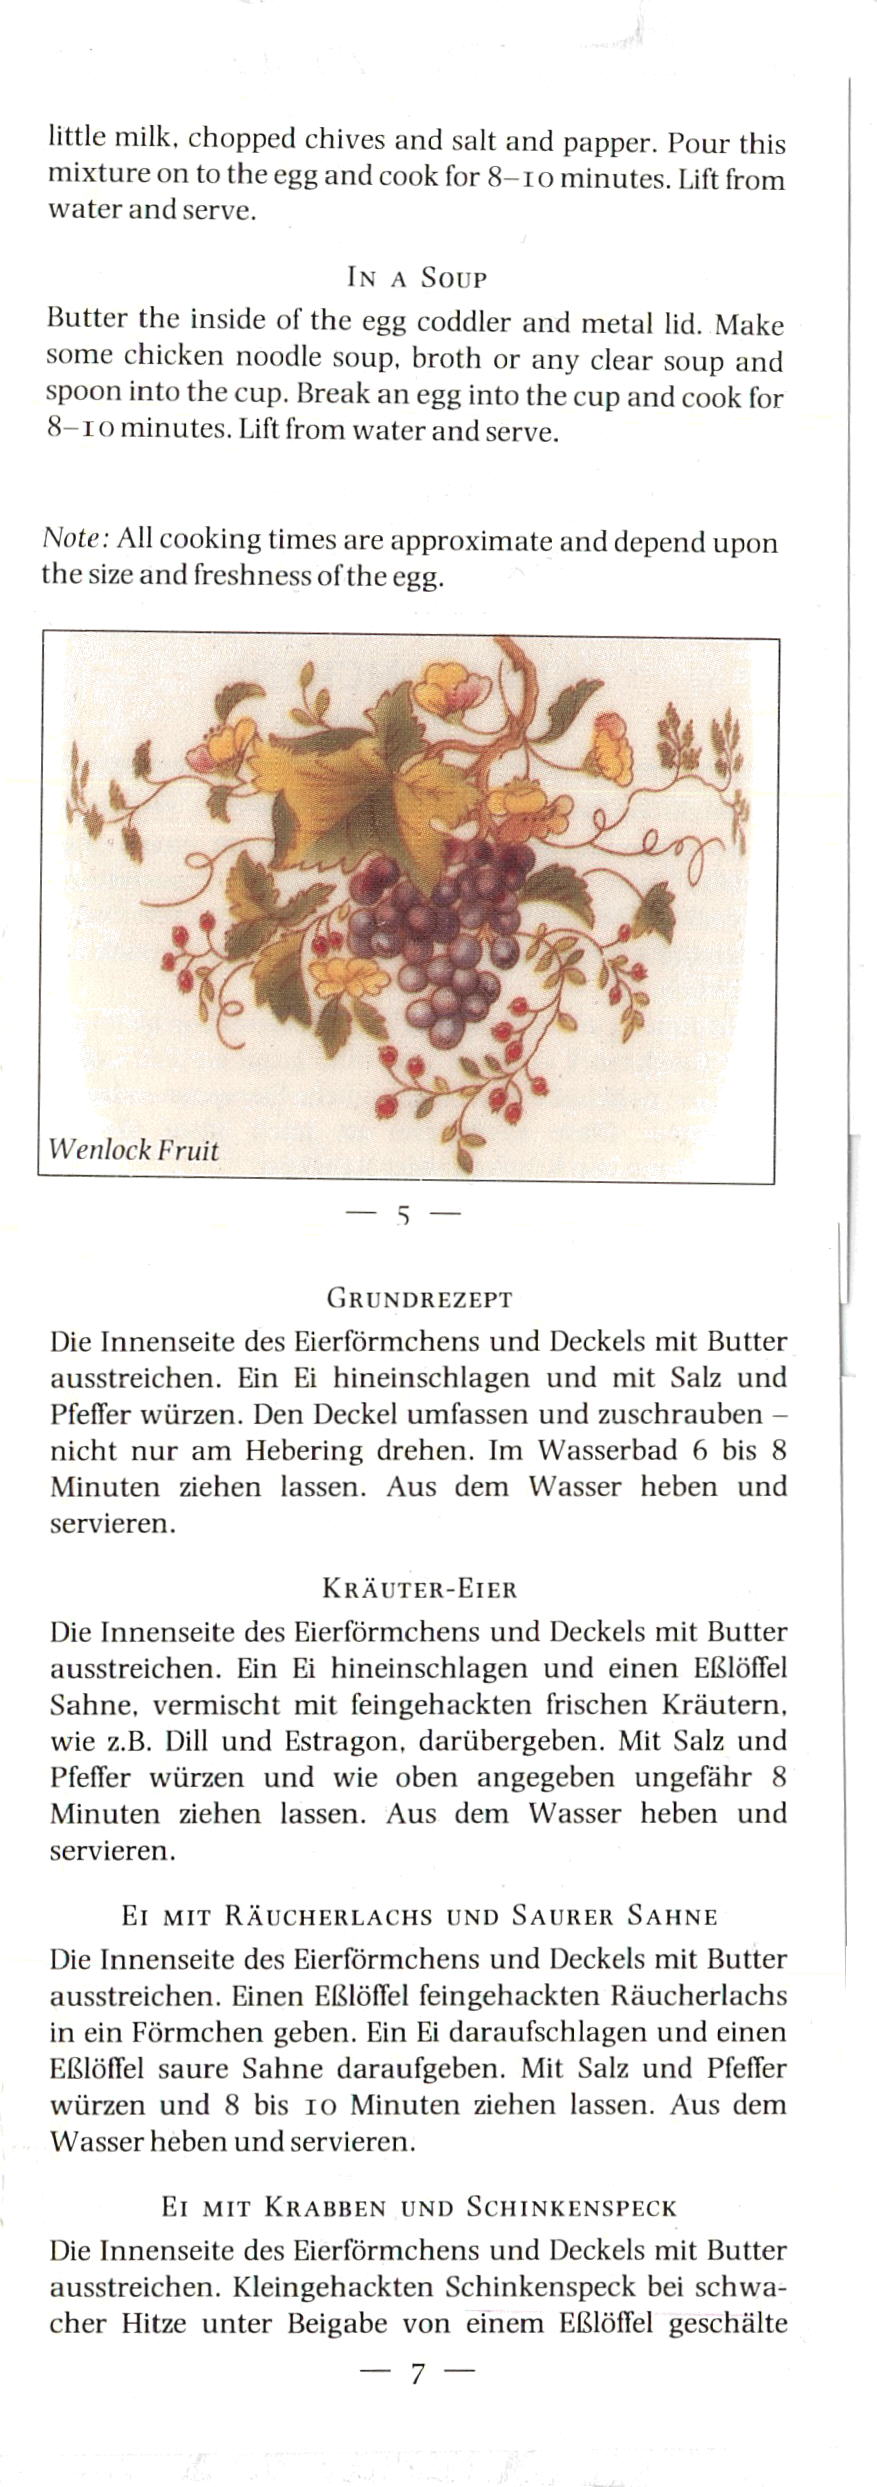 little milk, chopped chives and salt and papper. Pour this
mixture on to the egg and cook for 8–10 minutes. Lift from
water and serve.
In a Soup
Butter the inside of the egg coddler and metal lid. Make
some chicken noodle soup, broth or any clear soup and
spoon into the cup. Break an egg into the cup and cook for
8–10 minutes. Lift from water and serve.
Note: All cooking times are approximate and depend upon
the size and freshness of the egg.
Wenlock Fruit
— 5 —
Grundrezept
Die Innenseite des Eierförmchens und Deckels mit Butter
ausstreichen. Ein Ei hineinschlagen und mit Salz und
Pfeffer würzen. Den Deckel umfassen und zuschrauben –
nicht nur am Hebering drehen. Im Wasserbad 6 bis 8
Minuten ziehen lassen. Aus dem Wasser heben und
servieren.
Kräuter-Eier
Die Innenseite des Eierförmchens und Deckels mit Butter
ausstreichen. Ein Ei hineinschlagen und einen Eßlöffel
Sahne, vermischt mit feingehackten frischen Kräutern,
wie z.B. Dill und Estragon, darübergeben. Mit Salz und
Pfeffer würzen und wie oben angegeben ungefähr 8
Minuten ziehen lassen. Aus dem Wasser heben und
servieren.
Ei mit Räucherlachs und Saurer Sahne
Die Innenseite des Eierförmchens und Deckels mit Butter
ausstreichen. Einen Eßlöffel feingehackten Räucherlachs
in ein Förmchen geben. Ein Ei daraufschlagen und einen
Eßlöffel saure Sahne daraufgeben. Mit Salz und Pfeffer
würzen und 8 bis 10 Minuten ziehen lassen. Aus dem
Wasser heben und servieren.
Ei mit Krabben und Schinkenspeck
Die Innenseite des Eierförmchens und Deckels mit Butter
ausstreichen. Kleingehackten Schinkenspeck bei schwa-
cher Hitze unter Beigabe von einem Eßlöffel geschälte
— 7 —